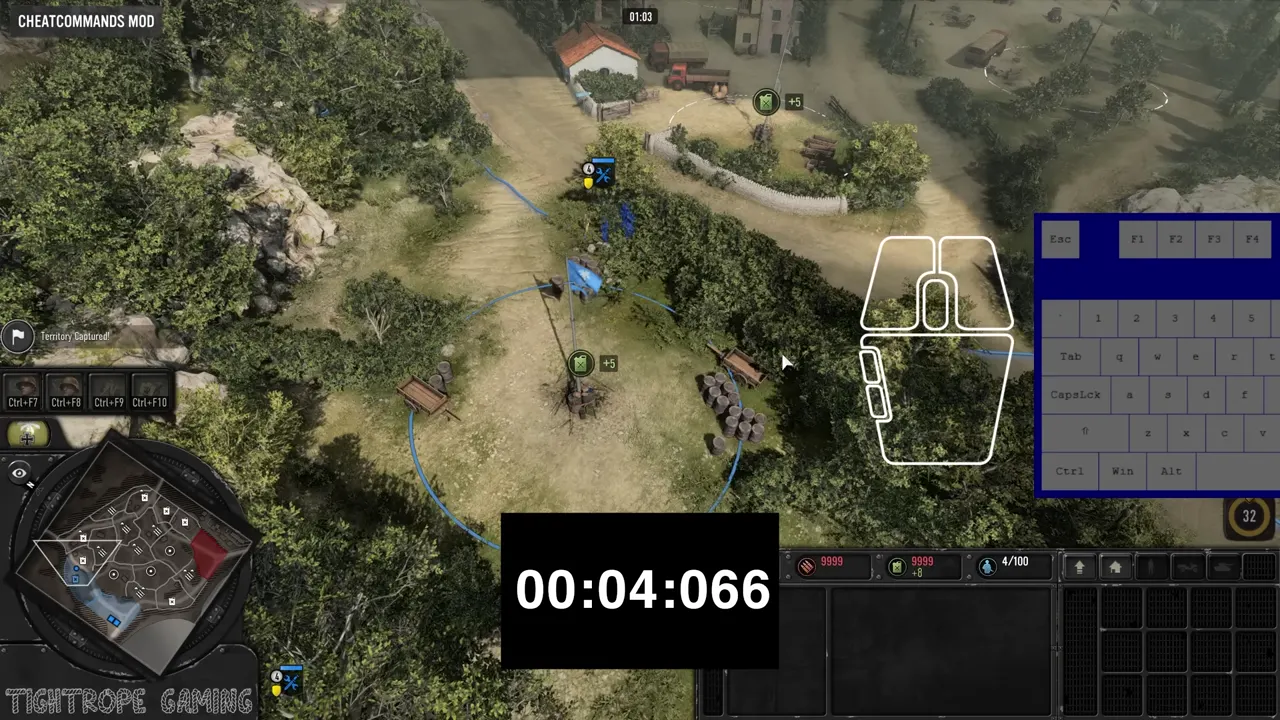 CHEATCOMMANDS MOD
01:03
+5
Esc
F1
F2
F3
F4
`
1
2
3
4
5
Tab
q
w
e
r
t
CapsLck
a
s
d
f
⇧
z
x
c
v
Ctrl
Win
Alt
Territory Captured!
+5
Ctrl+F7
Ctrl+F8
Ctrl+F9
Ctrl+F10
N
32
9999
9999
+8
4/100
00:04:066
TIGHTROPE GAMING